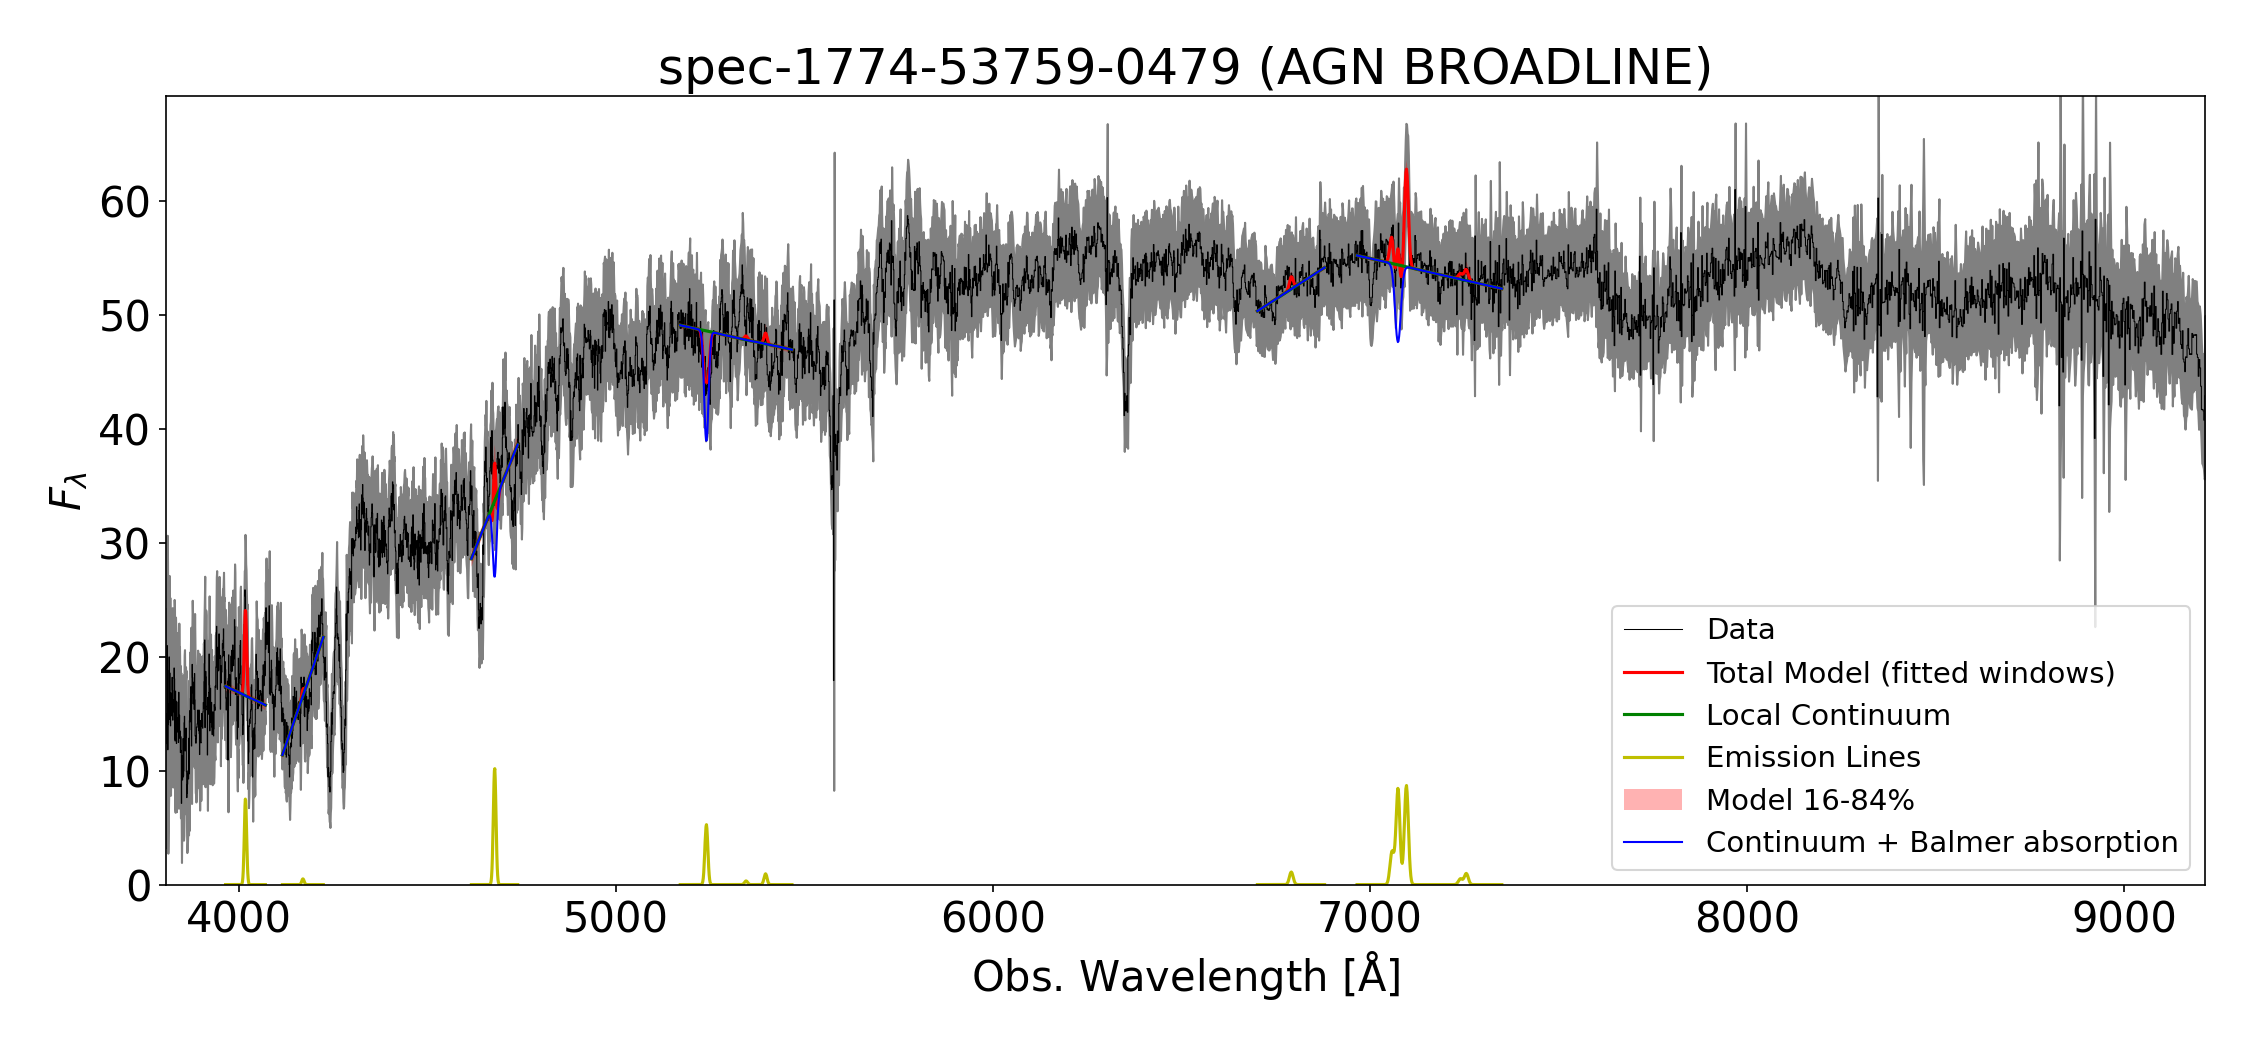 spec-1774-53759-0479 (AGN BROADLINE)
60
50
40
30
20
10
0
F_λ
4000 5000 6000 7000 8000 9000
Obs. Wavelength [Å]
Data
Total Model (fitted windows)
Local Continuum
Emission Lines
Model 16-84%
Continuum + Balmer absorption